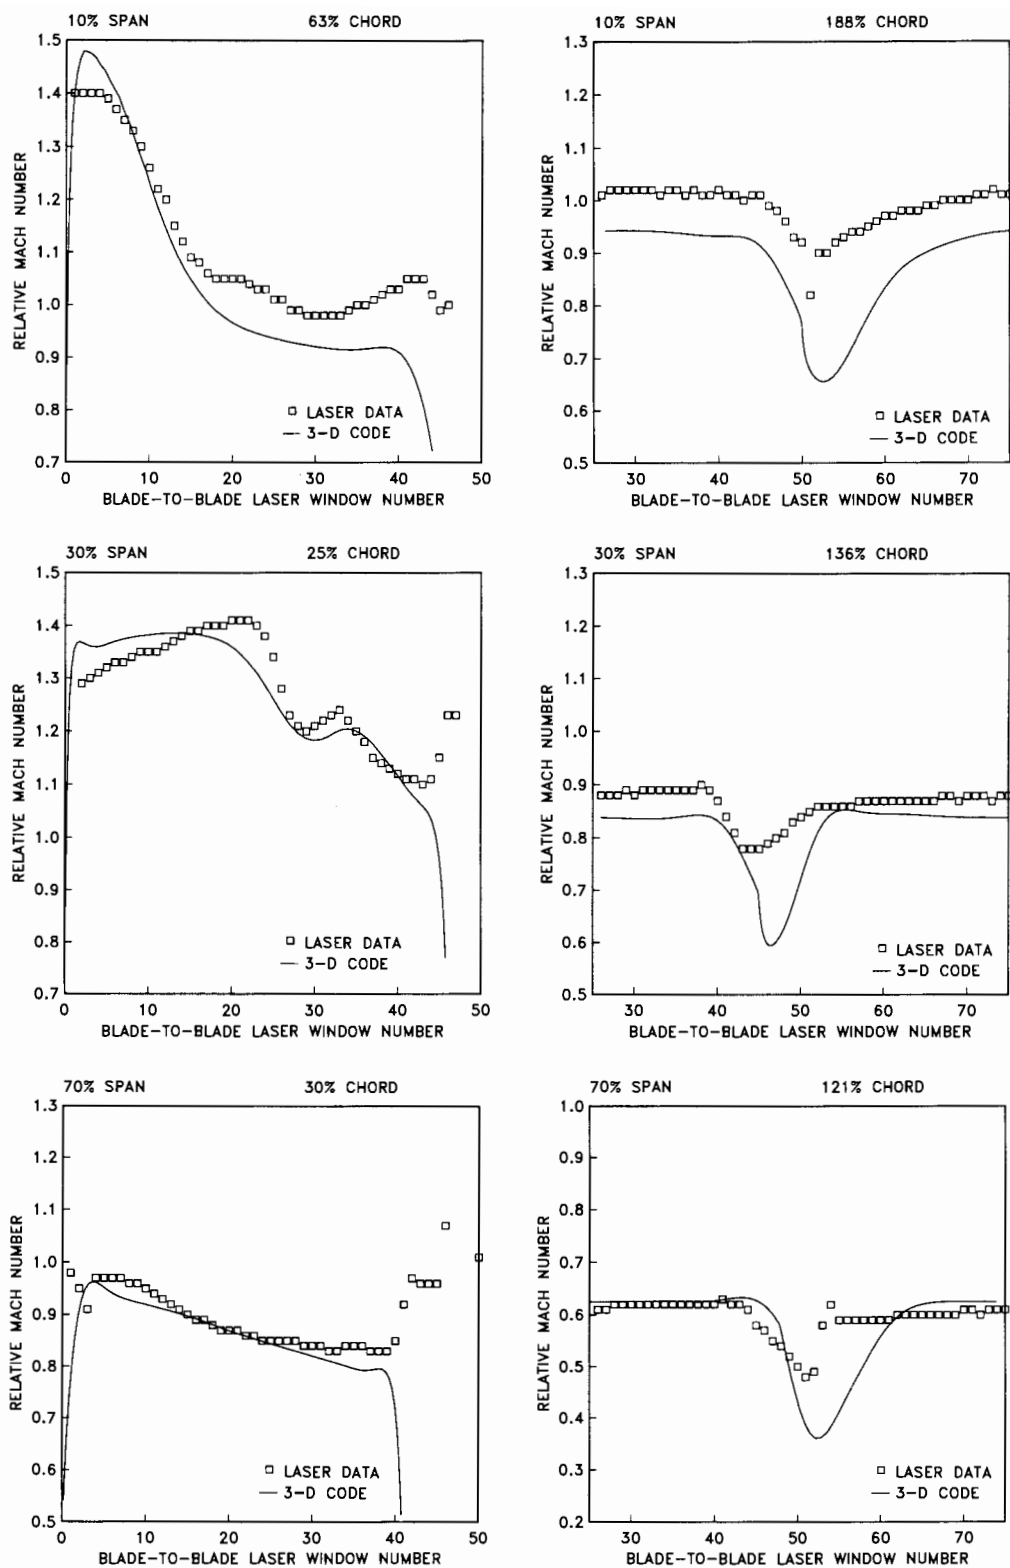 10% SPAN 63% CHORD
1.5
1.4
1.3
1.2
1.1
1.0
0.9
0.8
0.7
RELATIVE MACH NUMBER
LASER DATA
3-D CODE
0 10 20 30 40 50
BLADE-TO-BLADE LASER WINDOW NUMBER
10% SPAN 188% CHORD
1.3
1.2
1.1
1.0
0.9
0.8
0.7
0.6
0.5
RELATIVE MACH NUMBER
LASER DATA
3-D CODE
30 40 50 60 70
BLADE-TO-BLADE LASER WINDOW NUMBER
30% SPAN 25% CHORD
1.5
1.4
1.3
1.2
1.1
1.0
0.9
0.8
0.7
RELATIVE MACH NUMBER
LASER DATA
3-D CODE
0 10 20 30 40 50
BLADE-TO-BLADE LASER WINDOW NUMBER
30% SPAN 136% CHORD
1.3
1.2
1.1
1.0
0.9
0.8
0.7
0.6
0.5
RELATIVE MACH NUMBER
LASER DATA
3-D CODE
30 40 50 60 70
BLADE-TO-BLADE LASER WINDOW NUMBER
70% SPAN 30% CHORD
1.3
1.2
1.1
1.0
0.9
0.8
0.7
0.6
0.5
RELATIVE MACH NUMBER
LASER DATA
3-D CODE
0 10 20 30 40 50
BLADE-TO-BLADE LASER WINDOW NUMBER
70% SPAN 121% CHORD
1.0
0.9
0.8
0.7
0.6
0.5
0.4
0.3
0.2
RELATIVE MACH NUMBER
LASER DATA
3-D CODE
30 40 50 60 70
BLADE-TO-BLADE LASER WINDOW NUMBER